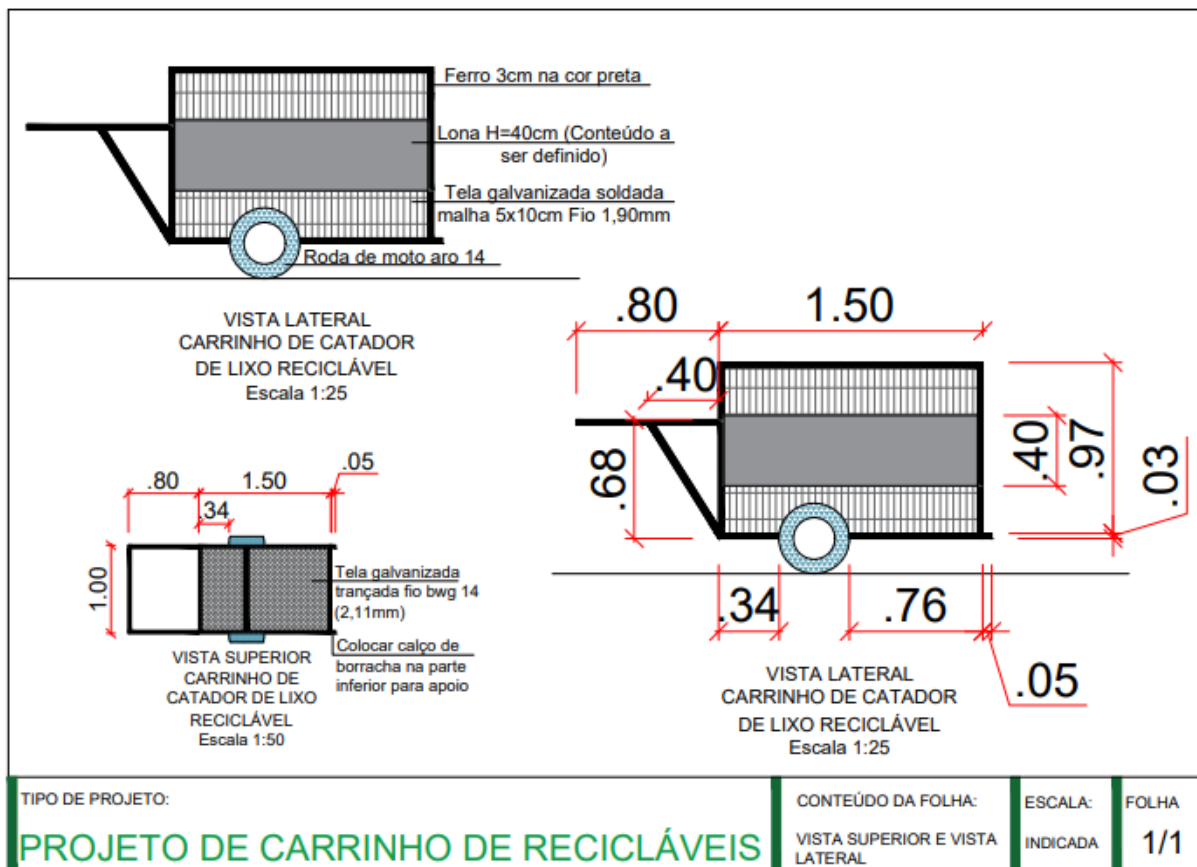 Ferro 3cm na cor preta
Lona H=40cm (Conteúdo a
ser definido)
Tela galvanizada soldada
malha 5x10cm Fio 1,90mm
Roda de moto aro 14
VISTA LATERAL
CARRINHO DE CATADOR
DE LIXO RECICLÁVEL
Escala 1:25
.80
1.50
.40
.68
.40
.97
.03
.34
.76
.05
VISTA LATERAL
CARRINHO DE CATADOR
DE LIXO RECICLÁVEL
Escala 1:25
.80
1.50
.05
.34
1.00
Tela galvanizada
trançada fio bwg 14
(2,11mm)
Colocar calço de
borracha na parte
inferior para apoio
VISTA SUPERIOR
CARRINHO DE
CATADOR DE LIXO
RECICLÁVEL
Escala 1:50
TIPO DE PROJETO:
PROJETO DE CARRINHO DE RECICLÁVEIS
CONTEÚDO DA FOLHA:
VISTA SUPERIOR E VISTA
LATERAL
ESCALA:
INDICADA
FOLHA
1/1